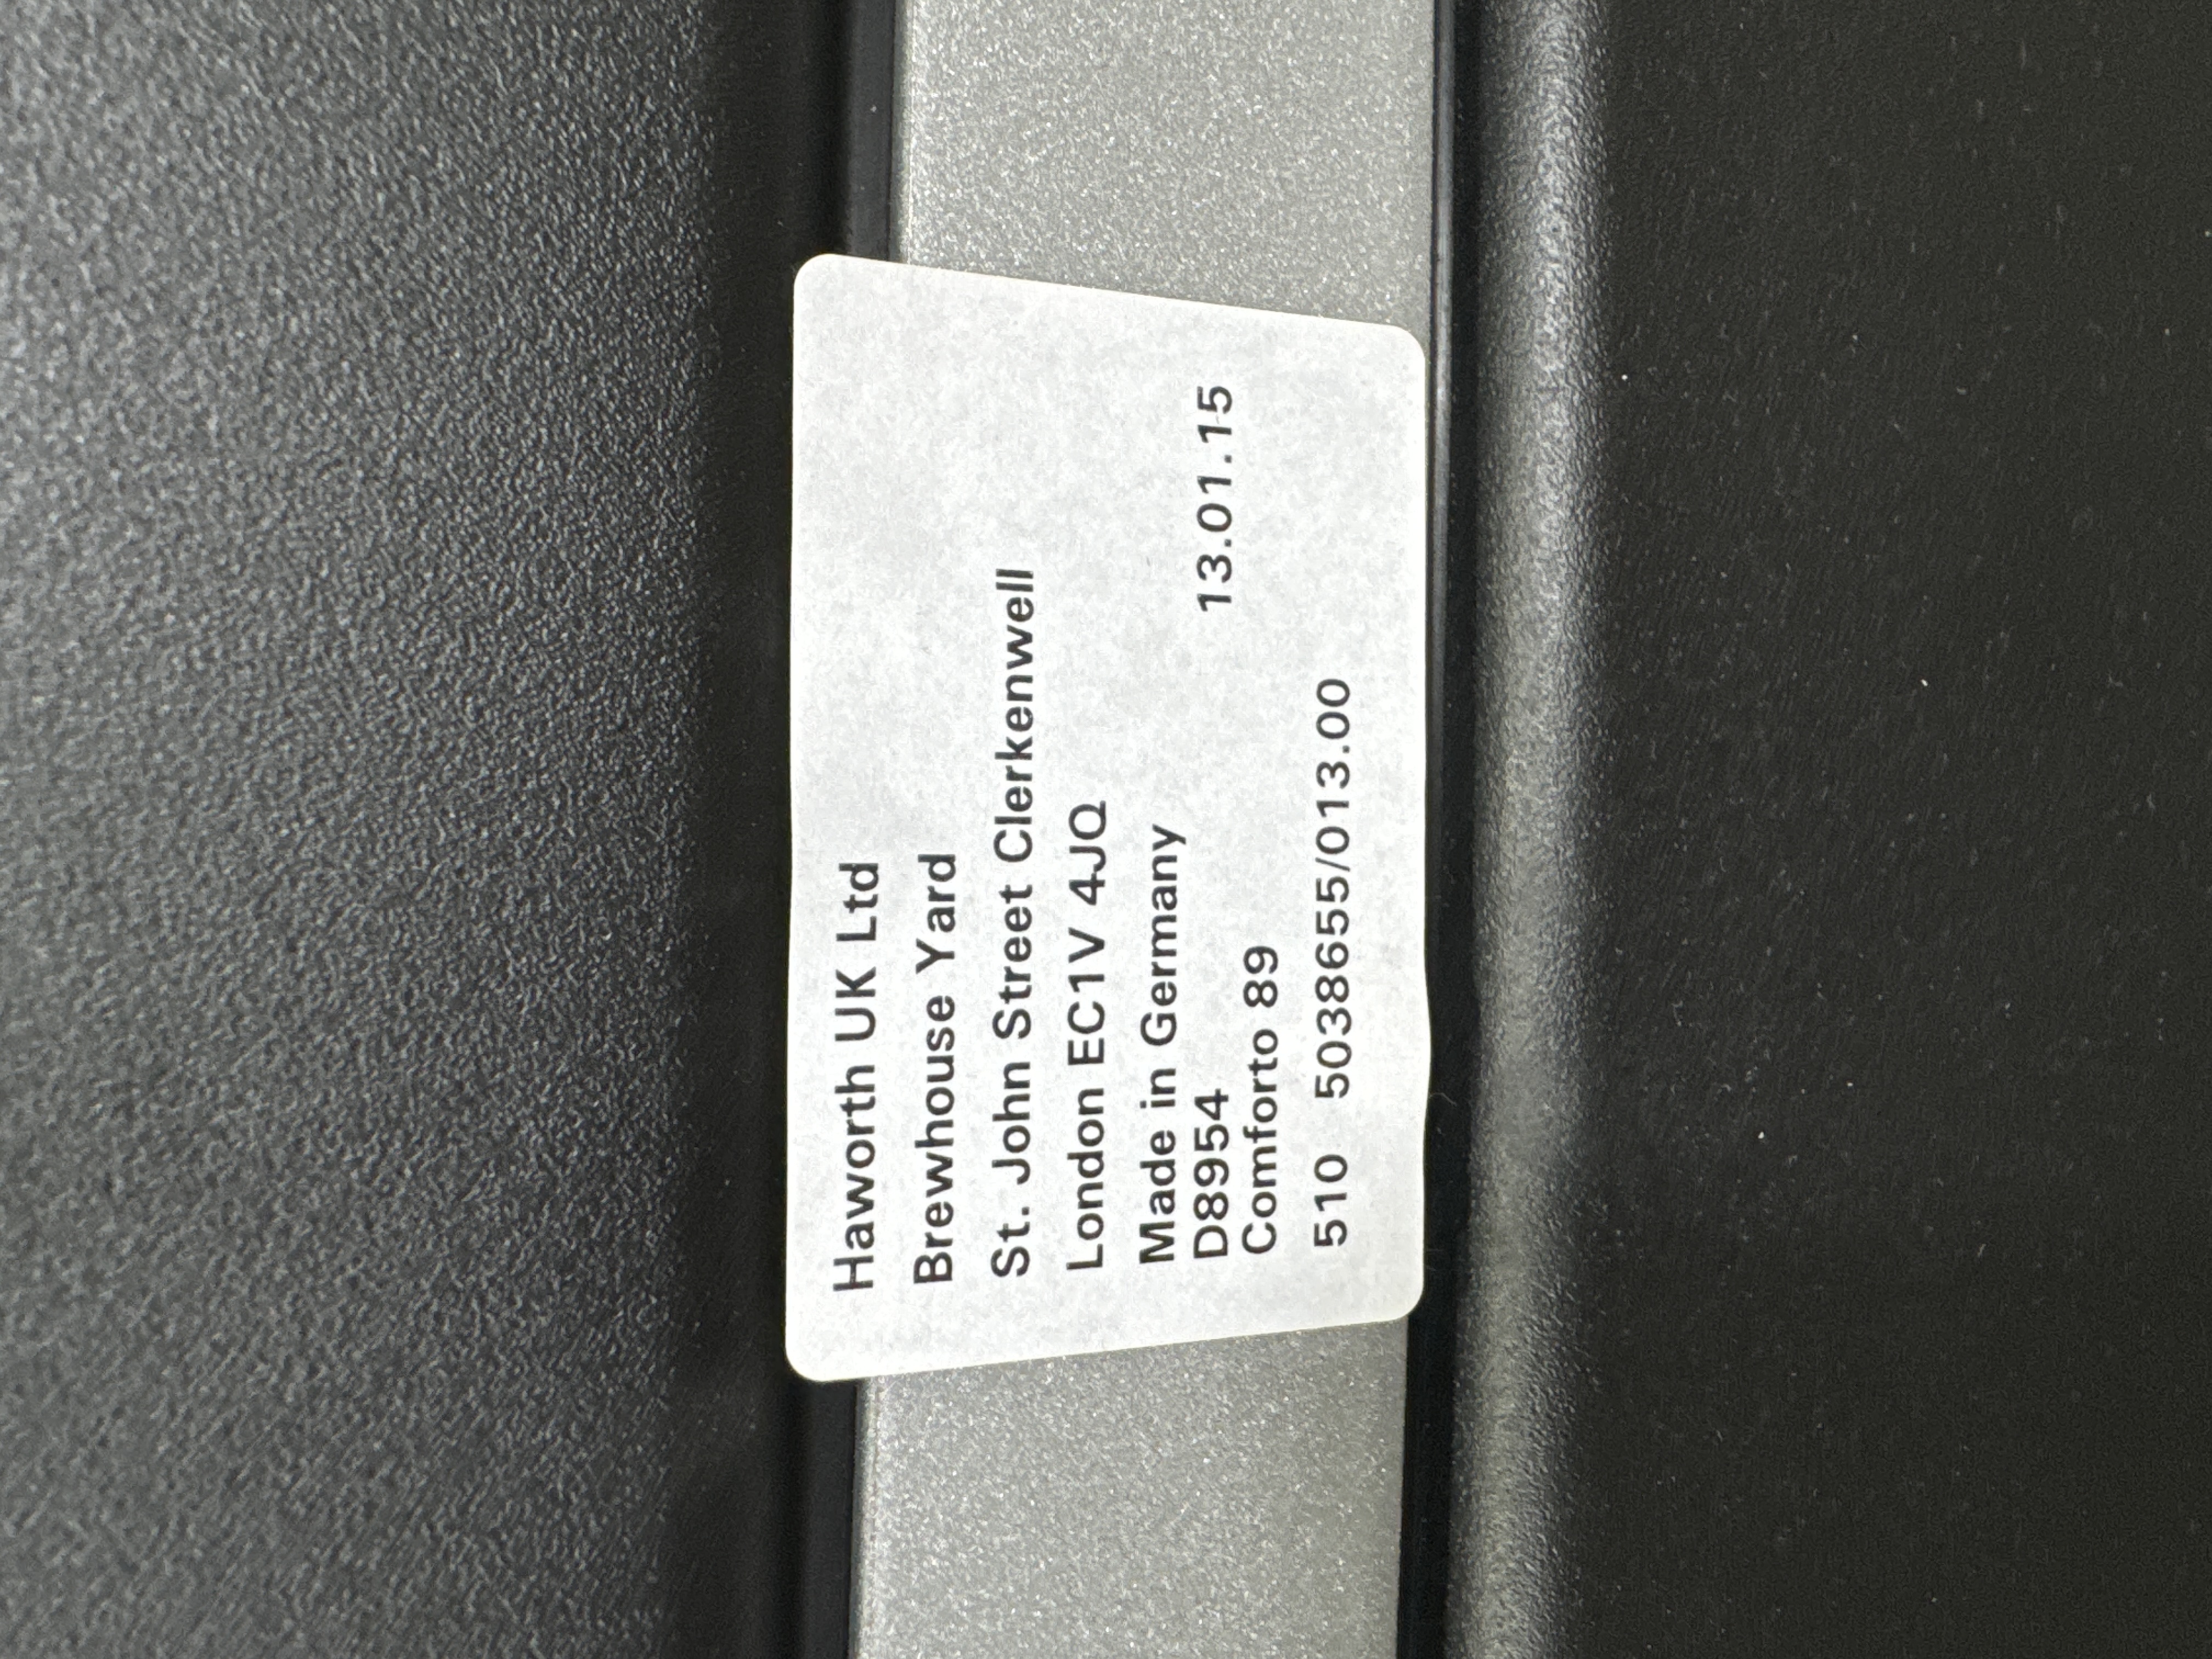 Haworth UK Ltd
Brewhouse Yard
St. John Street Clerkenwell
London EC1V 4JQ
Made in Germany
D8954 13.01.15
Comforto 89
510 5038655/013.00